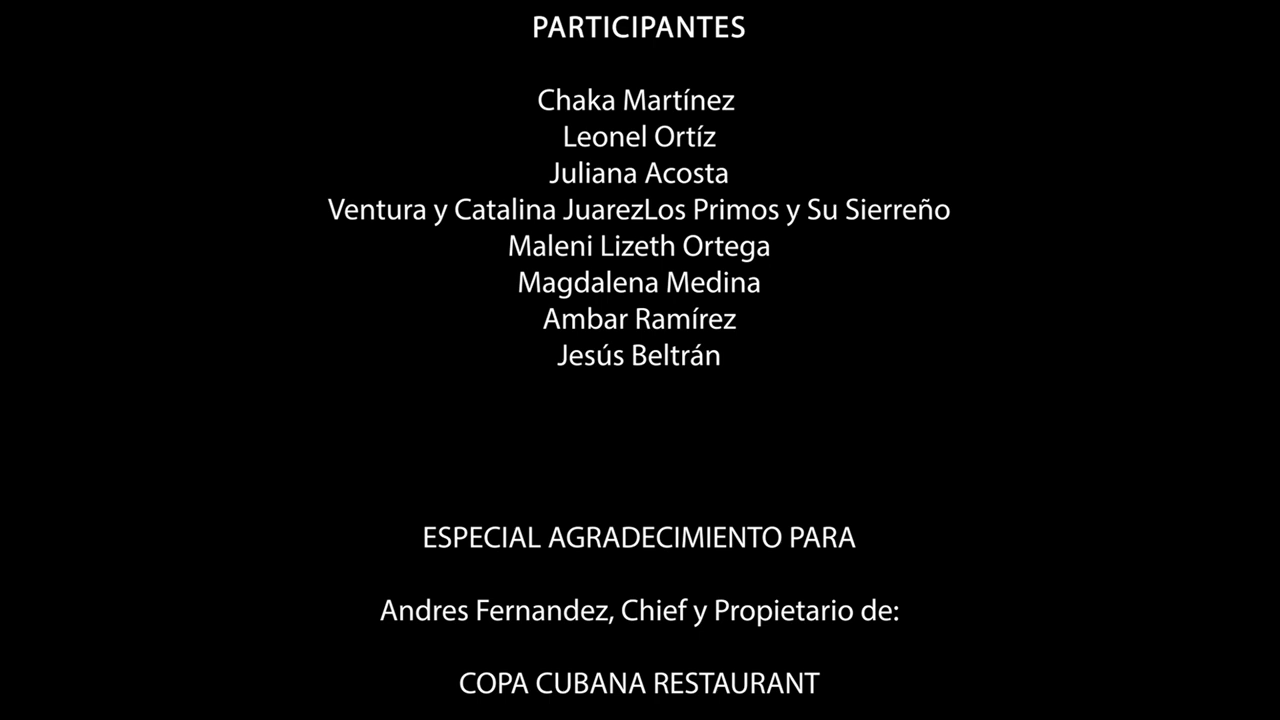 PARTICIPANTES
Chaka Martínez
Leonel Ortíz
Juliana Acosta
Ventura y Catalina JuarezLos Primos y Su Sierreño
Maleni Lizeth Ortega
Magdalena Medina
Ambar Ramírez
Jesús Beltrán
ESPECIAL AGRADECIMIENTO PARA
Andres Fernandez, Chief y Propietario de:
COPA CUBANA RESTAURANT